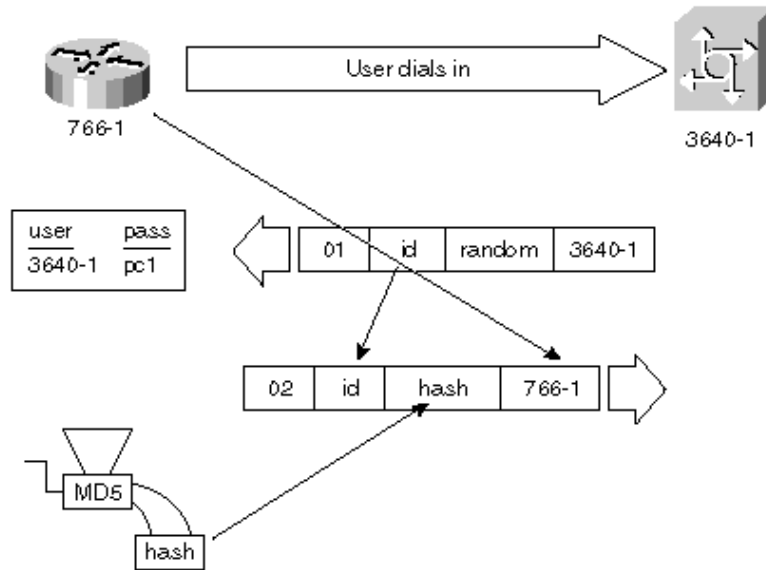 User dials in
766-1
3640-1
user pass
3640-1 pc1
01 id random 3640-1
02 id hash 766-1
MD5
hash